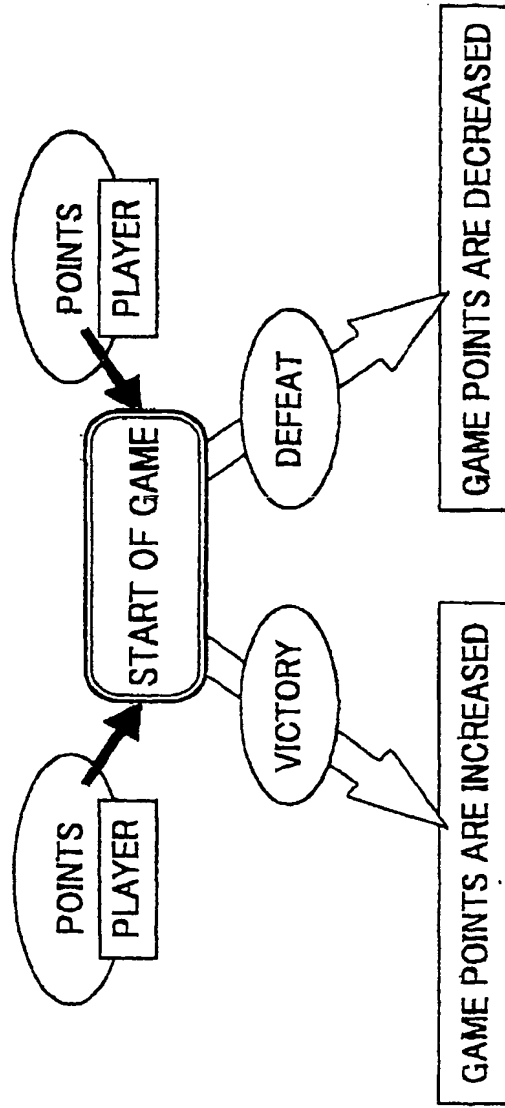 POINTS
PLAYER
POINTS
PLAYER
START OF GAME
VICTORY
DEFEAT
GAME POINTS ARE INCREASED
GAME POINTS ARE DECREASED